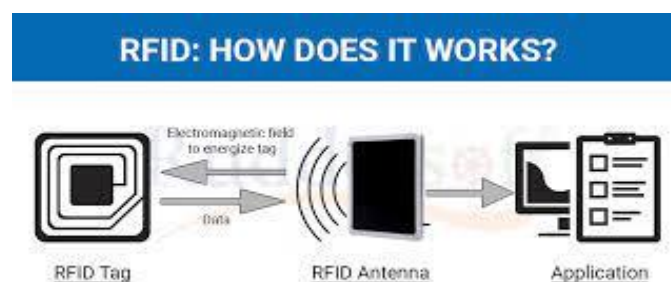 RFID: HOW DOES IT WORKS?
Electromagnetic field
to energize tag
Data
RFID Tag
RFID Antenna
Application